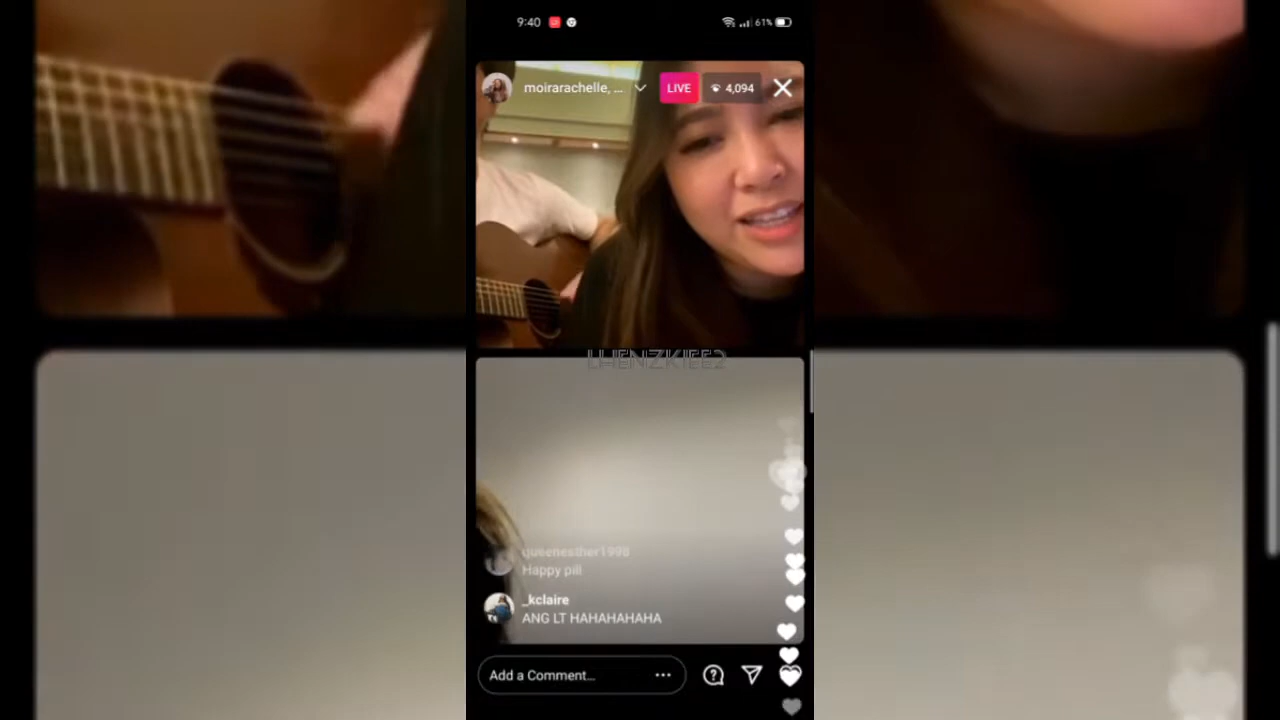 9:40
61%
moirarachelle, ...
LIVE
4,094
LHENZKIEE2
queenesther1998
Happy pill
_kclaire
ANG LT HAHAHAHAHA
Add a Comment...